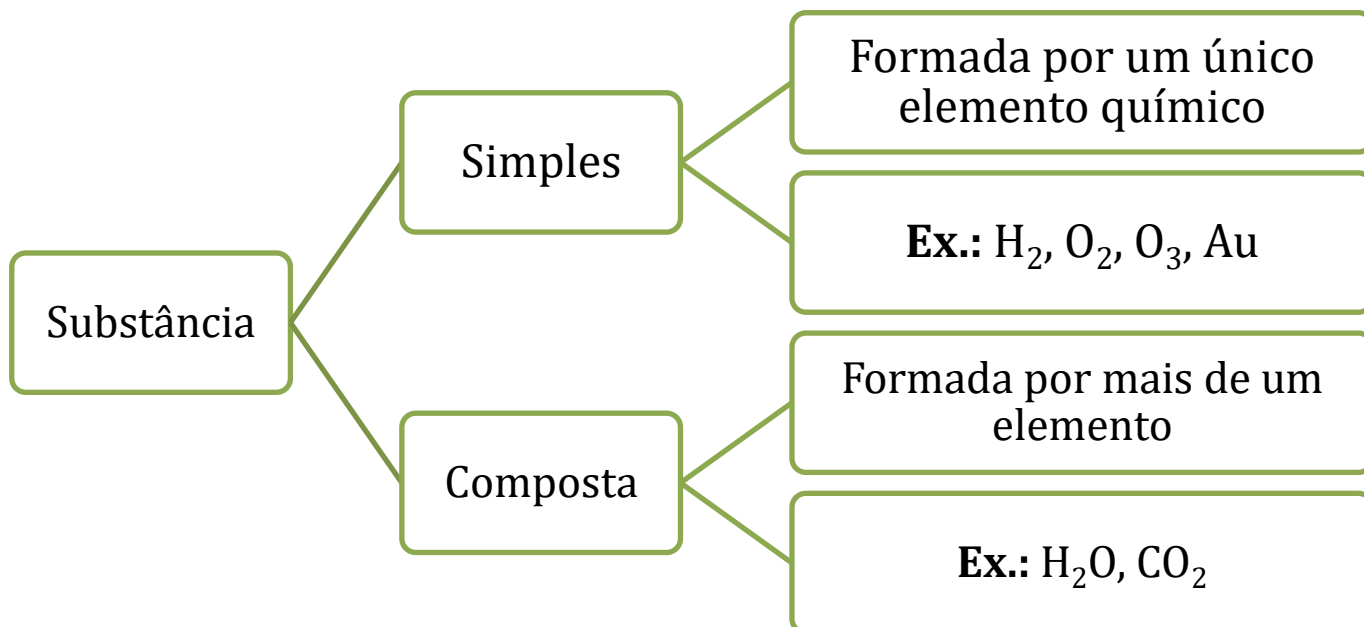 Formada por um único
elemento químico
Simples
Ex.: H₂, O₂, O₃, Au
Substância
Formada por mais de um
elemento
Composta
Ex.: H₂O, CO₂